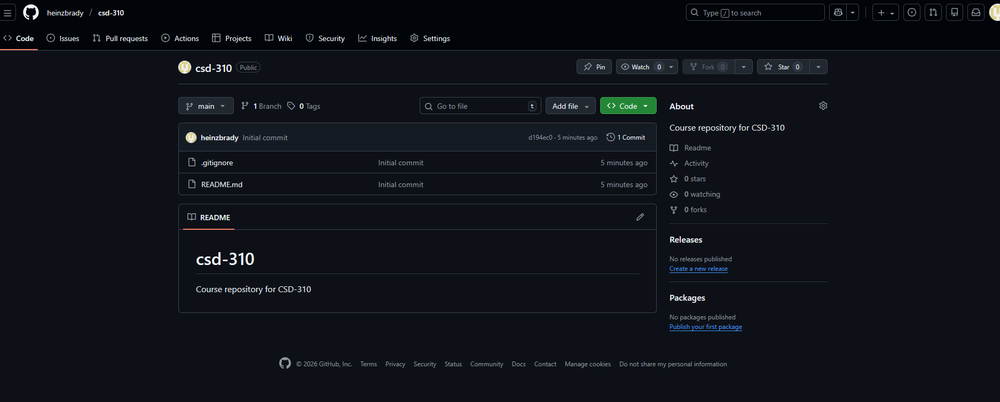 heinzbrady / csd-310
Type / to search
Code Issues Pull requests Actions Projects Wiki Security Insights Settings
csd-310 Public
Pin Watch 0 Fork 0 Star 0
main 1 Branch 0 Tags Go to file t Add file Code
heinzbrady Initial commit d194ec0 · 5 minutes ago 1 Commit
.gitignore Initial commit 5 minutes ago
README.md Initial commit 5 minutes ago
README
csd-310
Course repository for CSD-310
About
Course repository for CSD-310
Readme
Activity
0 stars
0 watching
0 forks
Releases
No releases published
Create a new release
Packages
No packages published
Publish your first package
© 2026 GitHub, Inc. Terms Privacy Security Status Community Docs Contact Manage cookies Do not share my personal information